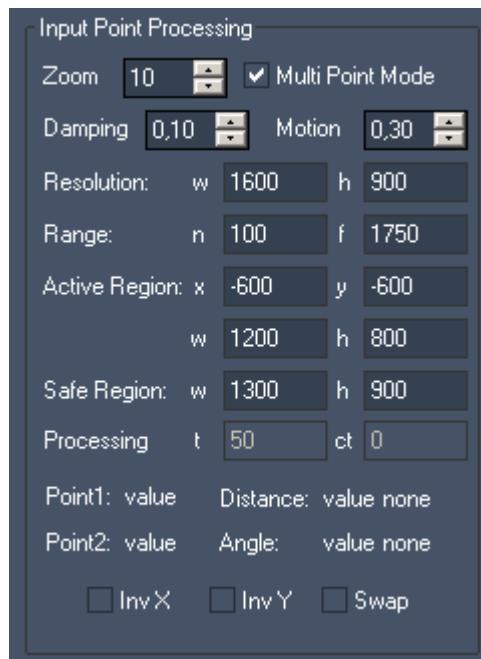 Input Point Processing
Zoom 10 Multi Point Mode
Damping 0,10 Motion 0,30
Resolution: w 1600 h 900
Range: n 100 f 1750
Active Region: x -600 y -600
w 1200 h 800
Safe Region: w 1300 h 900
Processing t 50 ct 0
Point1: value Distance: value none
Point2: value Angle: value none
Inv X Inv Y Swap